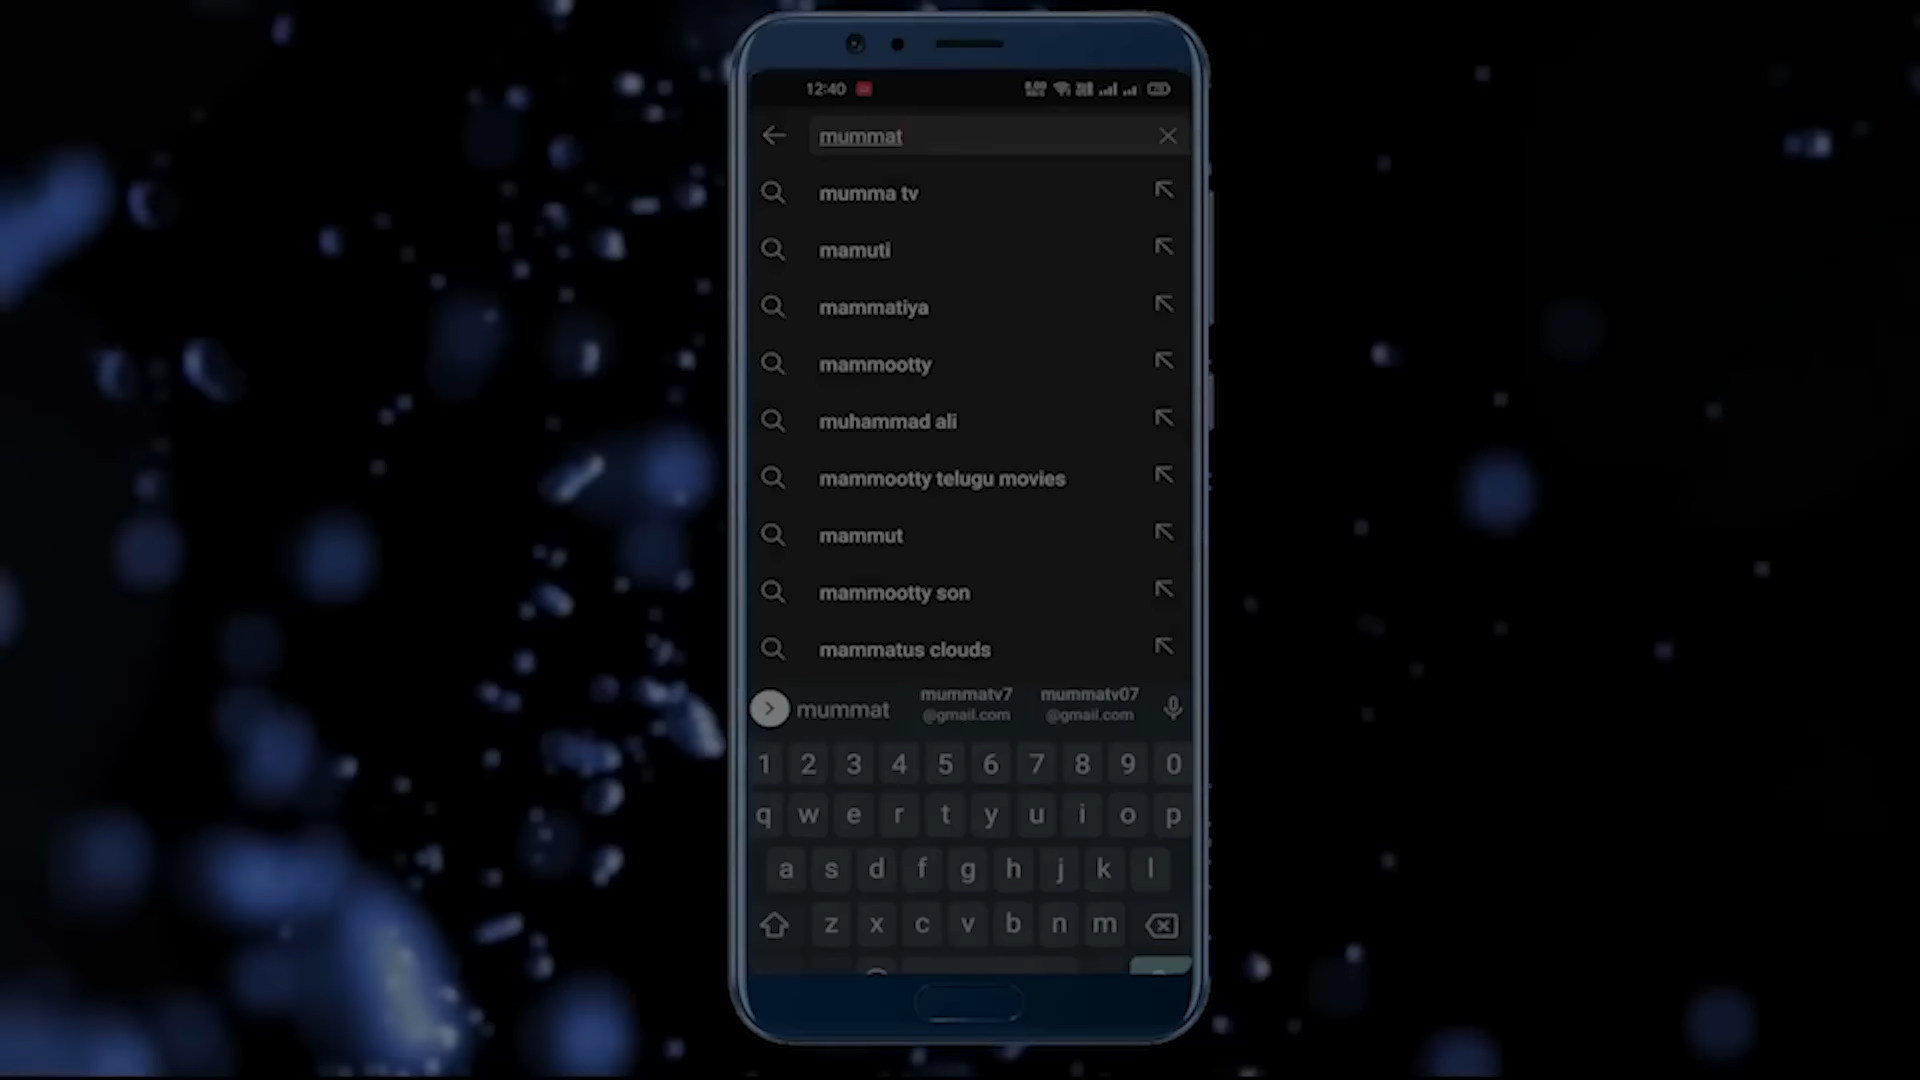 12:40
mummat
mumma tv
mamuti
mammatiya
mammootty
muhammad ali
mammootty telugu movies
mammut
mammootty son
mammatus clouds
mummat mummatv7 @gmail.com mummatv07 @gmail.com
1 2 3 4 5 6 7 8 9 0
q w e r t y u i o p
a s d f g h j k l
z x c v b n m